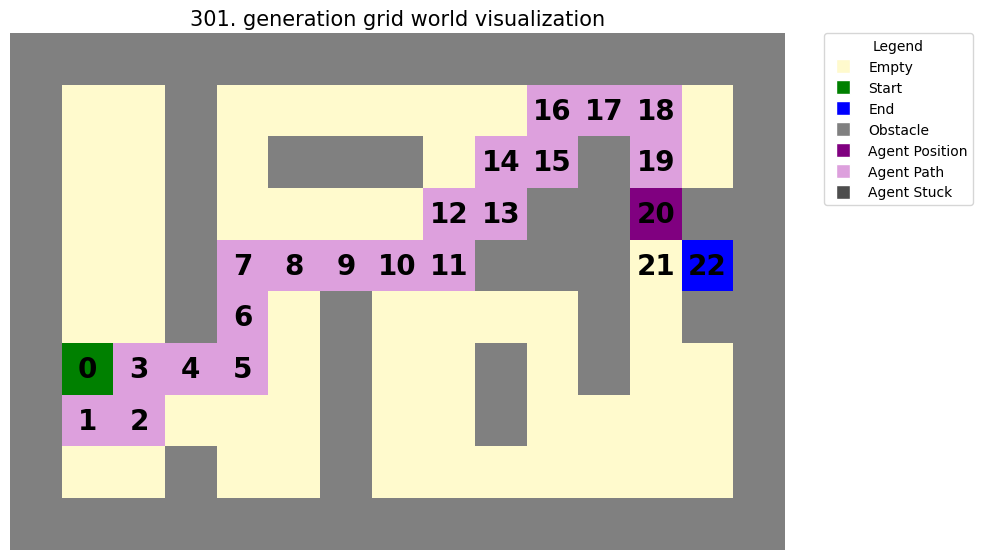 301. generation grid world visualization
Legend
Empty
Start
End
Obstacle
Agent Position
Agent Path
Agent Stuck
16 17 18
14 15 19
12 13 20
7 8 9 10 11 21 22
6
0 3 4 5
1 2